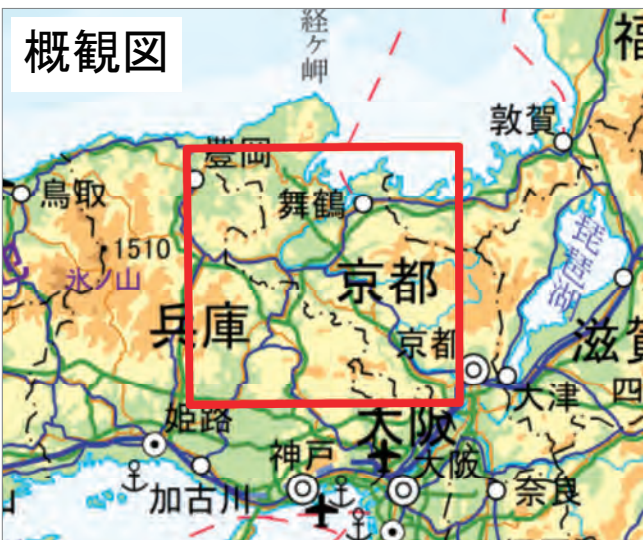 概観図
経ヶ岬
福
敦賀
豊岡
鳥取
舞鶴
琵琶湖
1510
氷ノ山
京都
兵庫
京都
滋賀
大津
四
姫路
大阪
神戸
大阪
加古川
奈良
山